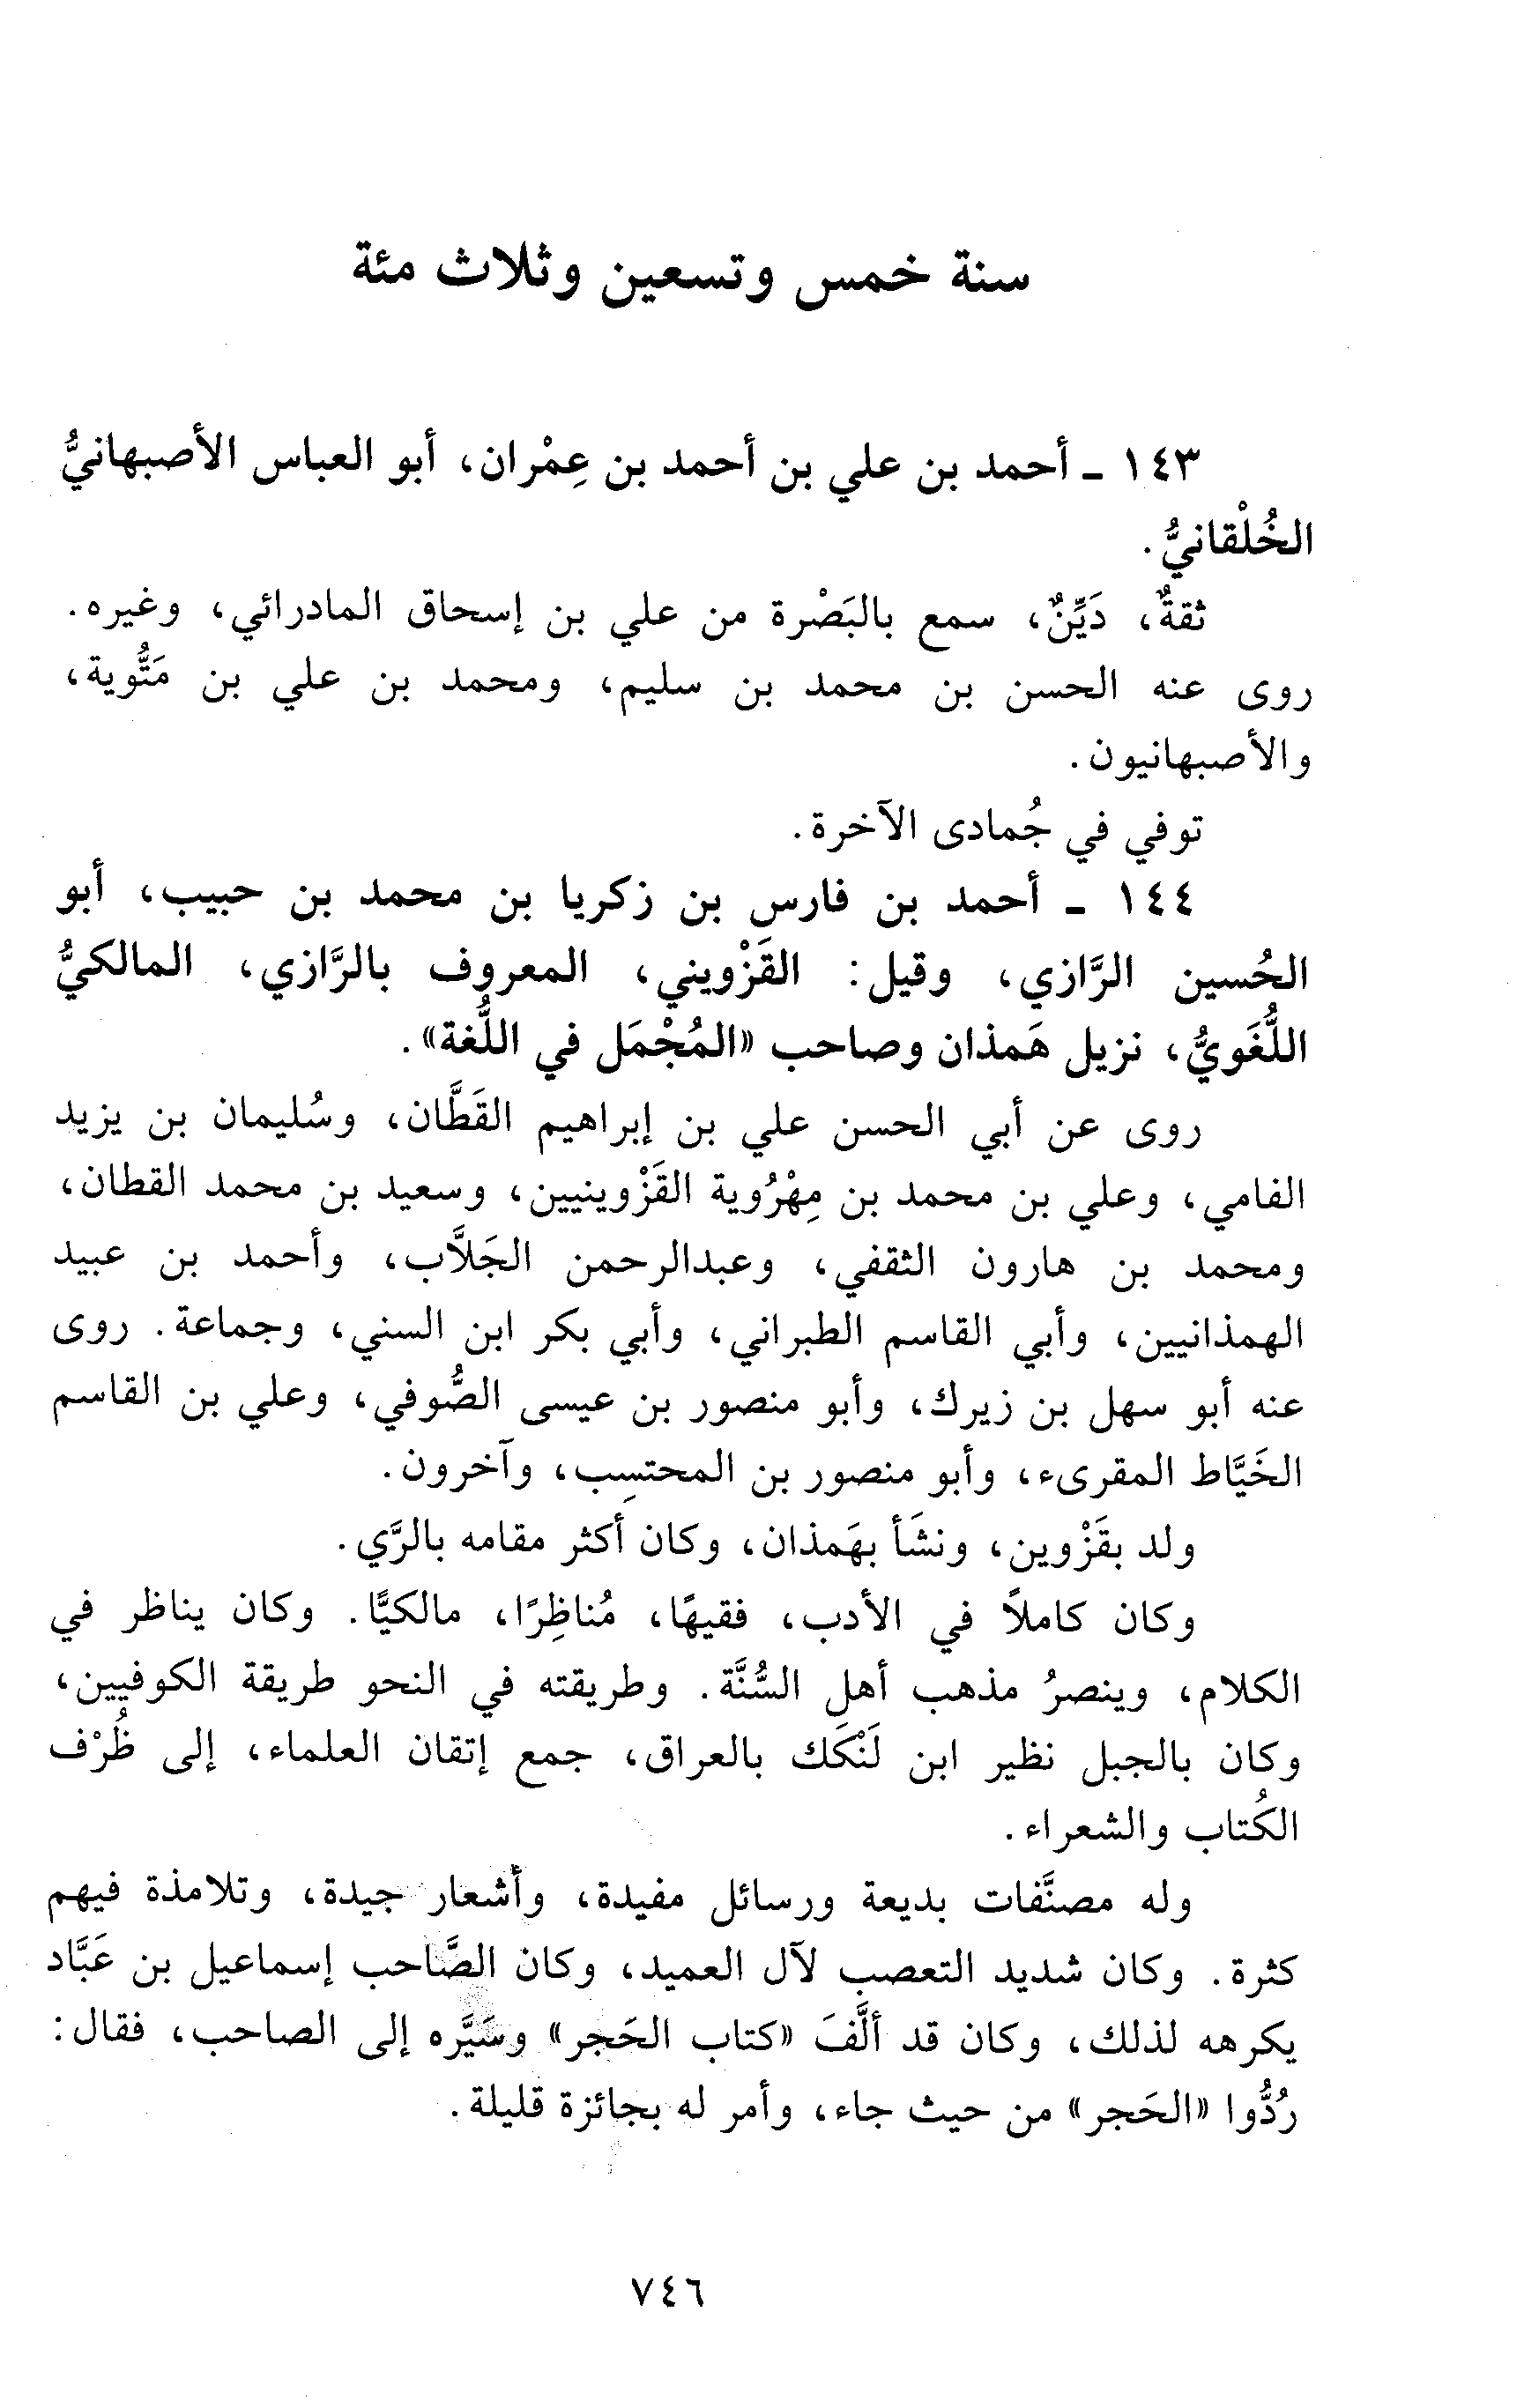 سنة خمس وتسعين وثلاث مئة
١٤٣ - أحمد بن علي بن أحمد بن عِمْران، أبو العباس الأصبهانيُّ
الخُلْقانيُّ.
ثقةٌ، دَيِّنٌ، سمع بالبَصْرة من علي بن إسحاق المادرائي، وغيره.
روى عنه الحسن بن محمد بن سليم، ومحمد بن علي بن مَتُّوية،
والأصبهانيون.
توفي في جُمادى الآخرة.
١٤٤ - أحمد بن فارس بن زكريا بن محمد بن حبيب، أبو
الحُسين الرَّازي، وقيل: القَزْويني، المعروف بالرَّازي، المالكيُّ
اللُّغَويُّ، نزيل هَمذان وصاحب «المُجْمَل في اللُّغة».
روى عن أبي الحسن علي بن إبراهيم القَطَّان، وسُليمان بن يزيد
الفامي، وعلي بن محمد بن مِهْرُوية القَزْوينيين، وسعيد بن محمد القطان،
ومحمد بن هارون الثقفي، وعبدالرحمن الجَلاَّب، وأحمد بن عبيد
الهمذانيين، وأبي القاسم الطبراني، وأبي بكر ابن السني، وجماعة. روى
عنه أبو سهل بن زيرك، وأبو منصور بن عيسى الصُّوفي، وعلي بن القاسم
الخَيَّاط المقرىء، وأبو منصور بن المحتسِب، وآخرون.
ولد بقَزْوين، ونشَأ بهَمذان، وكان أكثر مقامه بالرَّي.
وكان كاملاً في الأدب، فقيهًا، مُناظِرًا، مالكيًّا. وكان يناظر في
الكلام، وينصرُ مذهب أهل السُّنَّة. وطريقته في النحو طريقة الكوفيين،
وكان بالجبل نظير ابن لَنْكَك بالعراق، جمع إتقان العلماء، إلى ظُرْف
الكُتاب والشعراء.
وله مصنَّفات بديعة ورسائل مفيدة، وأشعار جيدة، وتلامذة فيهم
كثرة. وكان شديد التعصب لآل العميد، وكان الصَّاحب إسماعيل بن عَبَّاد
يكرهه لذلك، وكان قد ألَّفَ «كتاب الحَجر» وسَيَّره إلى الصاحب، فقال:
رُدُّوا «الحَجر» من حيث جاء، وأمر له بجائزة قليلة.
٧٤٦